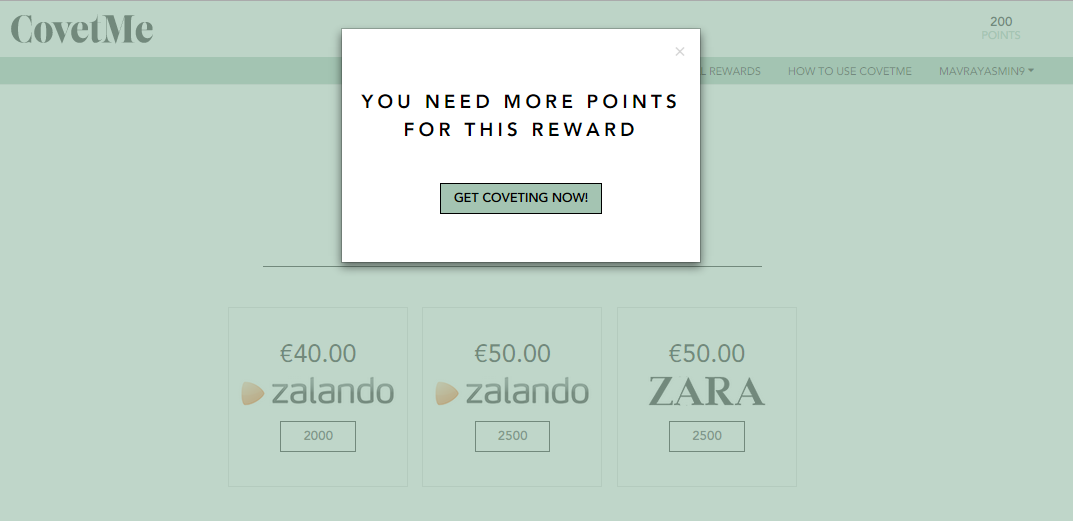 CovetMe
200
POINTS
L REWARDS
HOW TO USE COVETME
MAVRAYASMIN9
×
YOU NEED MORE POINTS
FOR THIS REWARD
GET COVETING NOW!
€40.00
zalando
2000
€50.00
zalando
2500
€50.00
ZARA
2500